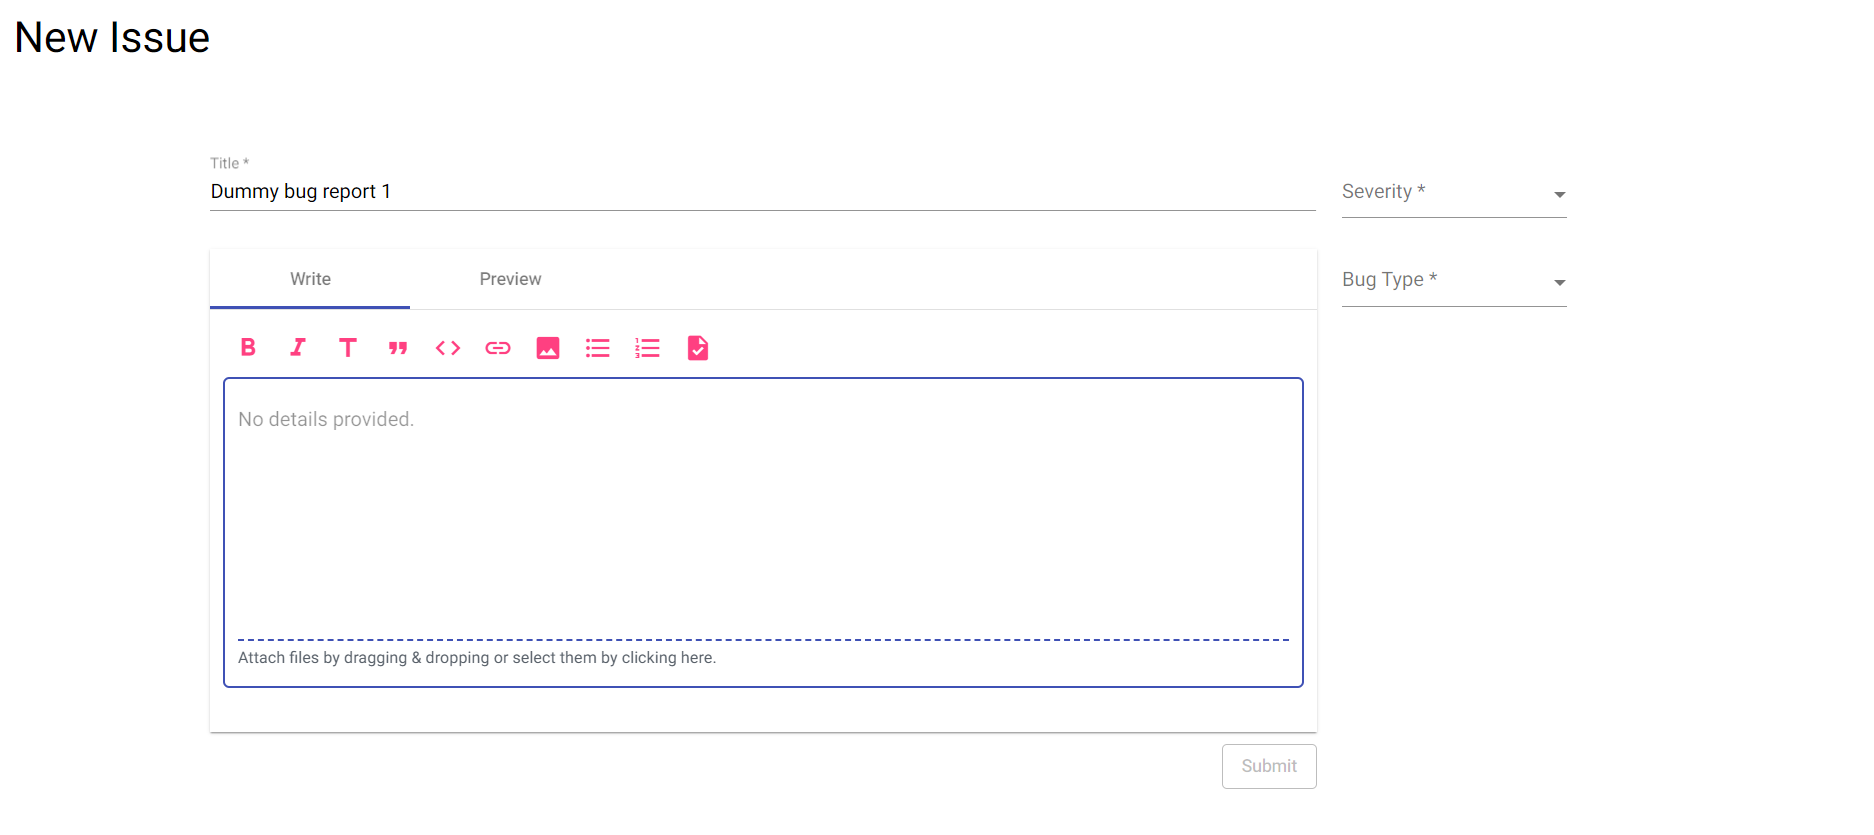 New Issue
Title *
Dummy bug report 1
Severity *
Write
Preview
Bug Type *
No details provided.
Attach files by dragging & dropping or select them by clicking here.
Submit